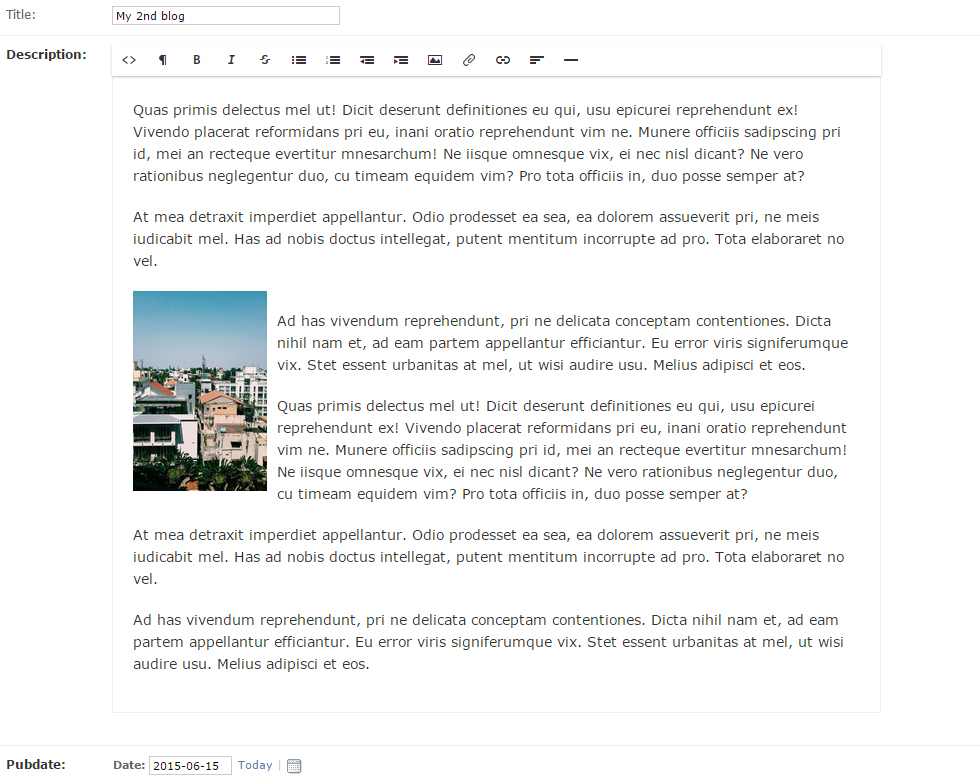 Title: My 2nd blog
Description:
<> ¶ B I S
Quas primis delectus mel ut! Dicit deserunt definitiones eu qui, usu epicurei reprehendunt ex!
Vivendo placerat reformidans pri eu, inani oratio reprehendunt vim ne. Munere officiis sadipscing pri
id, mei an recteque evertitur mnesarchum! Ne iisque omnesque vix, ei nec nisl dicant? Ne vero
rationibus neglegentur duo, cu timeam equidem vim? Pro tota officiis in, duo posse semper at?
At mea detraxit imperdiet appellantur. Odio prodesset ea sea, ea dolorem assueverit pri, ne meis
iudicabit mel. Has ad nobis doctus intellegat, putent mentitum incorrupte ad pro. Tota elaboraret no
vel.
Ad has vivendum reprehendunt, pri ne delicata conceptam contentiones. Dicta
nihil nam et, ad eam partem appellantur efficiantur. Eu error viris signiferumque
vix. Stet essent urbanitas at mel, ut wisi audire usu. Melius adipisci et eos.
Quas primis delectus mel ut! Dicit deserunt definitiones eu qui, usu epicurei
reprehendunt ex! Vivendo placerat reformidans pri eu, inani oratio reprehendunt
vim ne. Munere officiis sadipscing pri id, mei an recteque evertitur mnesarchum!
Ne iisque omnesque vix, ei nec nisl dicant? Ne vero rationibus neglegentur duo,
cu timeam equidem vim? Pro tota officiis in, duo posse semper at?
At mea detraxit imperdiet appellantur. Odio prodesset ea sea, ea dolorem assueverit pri, ne meis
iudicabit mel. Has ad nobis doctus intellegat, putent mentitum incorrupte ad pro. Tota elaboraret no
vel.
Ad has vivendum reprehendunt, pri ne delicata conceptam contentiones. Dicta nihil nam et, ad eam
partem appellantur efficiantur. Eu error viris signiferumque vix. Stet essent urbanitas at mel, ut wisi
audire usu. Melius adipisci et eos.
Pubdate: Date: 2015-06-15 Today |